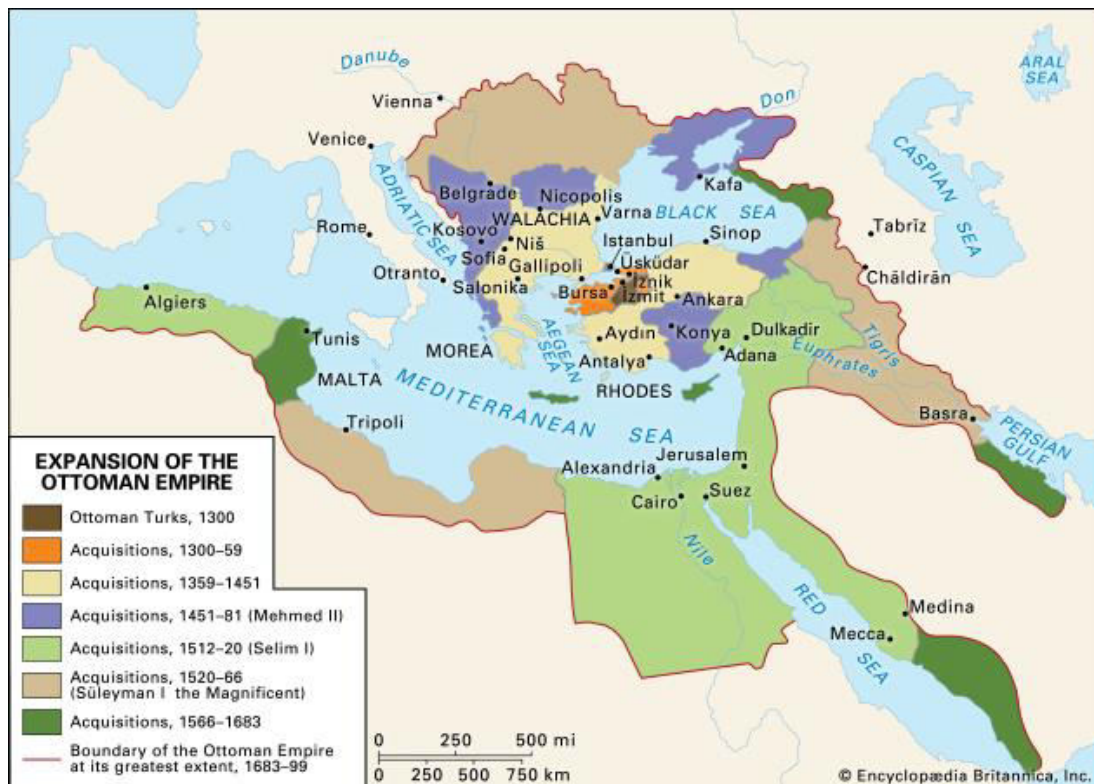 Danube
Vienna
Venice
ADRIATIC SEA
Rome
Otranto
Belgrade
Nicopolis
WALACHIA
Varna
Kosovo
Sofia
Niš
Gallipoli
Salonika
Istanbul
Üsküdar
İznik
İzmit
Bursa
Ankara
BLACK SEA
Sinop
Kafa
Don
ARAL
SEA
CASPIAN SEA
Tabrīz
Chāldirān
Algiers
Tunis
MALTA
MOREA
AEGEAN
SEA
Aydın
Antalya
Konya
Dulkadir
Adana
Tigris
Euphrates
RHODES
MEDITERRANEAN SEA
Tripoli
Basra
PERSIAN
GULF
Alexandria
Jerusalem
Cairo
Suez
Nile
RED
SEA
Medina
Mecca
EXPANSION OF THE
OTTOMAN EMPIRE
Ottoman Turks, 1300
Acquisitions, 1300–59
Acquisitions, 1359–1451
Acquisitions, 1451–81 (Mehmed II)
Acquisitions, 1512–20 (Selim I)
Acquisitions, 1520–66
(Süleyman I the Magnificent)
Acquisitions, 1566–1683
Boundary of the Ottoman Empire
at its greatest extent, 1683–99
0 250 500 mi
0 250 500 750 km
© Encyclopædia Britannica, Inc.